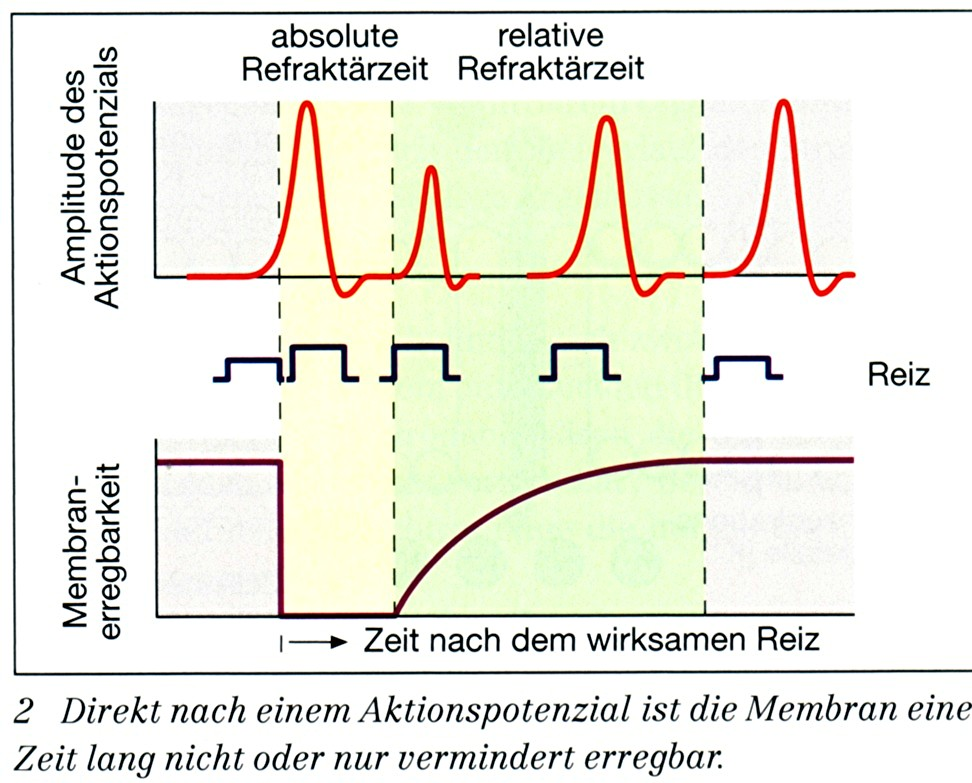 absolute
Refraktärzeit
relative
Refraktärzeit
Amplitude des
Aktionspotenzials
Reiz
Membran-
erregbarkeit
Zeit nach dem wirksamen Reiz
2 Direkt nach einem Aktionspotenzial ist die Membran eine
Zeit lang nicht oder nur vermindert erregbar.